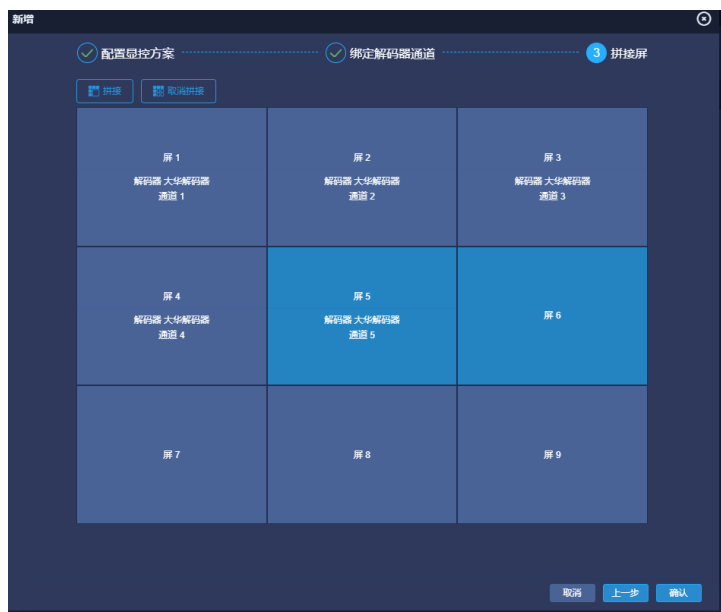 新增
配置显控方案 绑定解码器通道 3 拼接屏
拼接 取消拼接
屏 1
解码器 大华解码器
通道 1
屏 2
解码器 大华解码器
通道 2
屏 3
解码器 大华解码器
通道 3
屏 4
解码器 大华解码器
通道 4
屏 5
解码器 大华解码器
通道 5
屏 6
屏 7
屏 8
屏 9
取消 上一步 确认